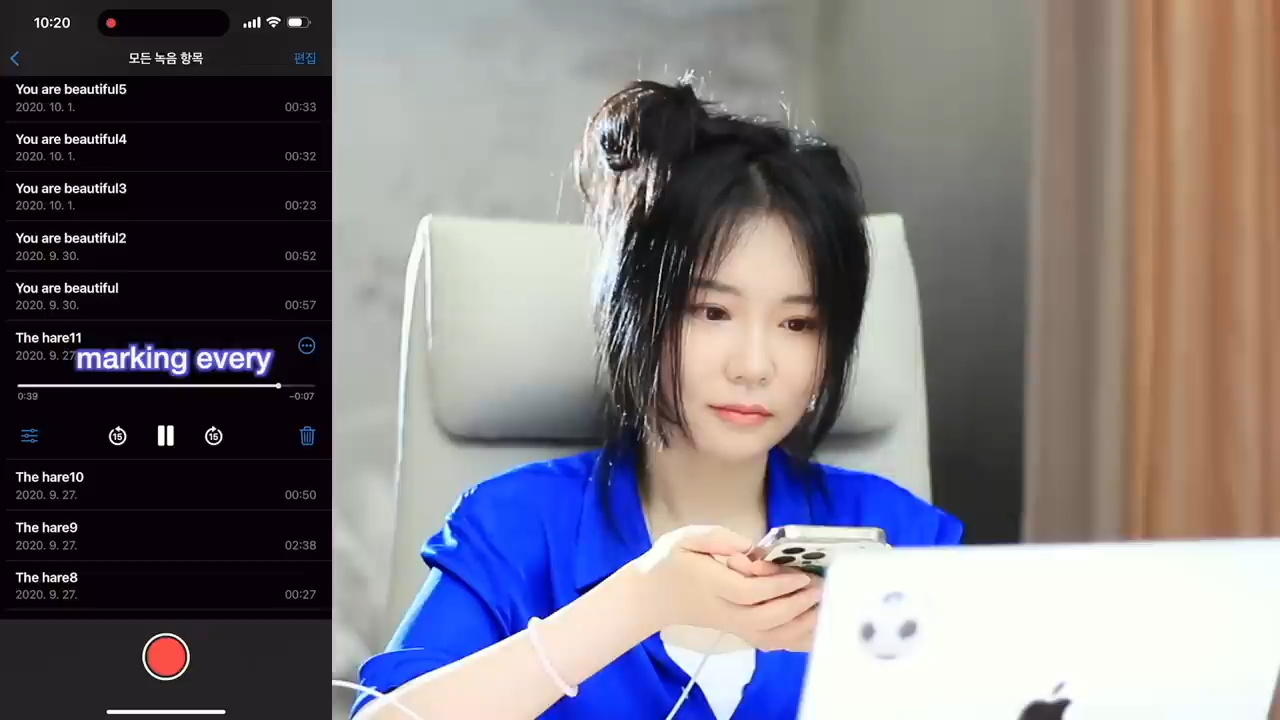 10:20
모든 녹음 항목
편집
You are beautiful5
2020. 10. 1.
00:33
You are beautiful4
2020. 10. 1.
00:32
You are beautiful3
2020. 10. 1.
00:23
You are beautiful2
2020. 9. 30.
00:52
You are beautiful
2020. 9. 30.
00:57
The hare11
2020. 9. 27
marking every
0:39
−0:07
15
15
The hare10
2020. 9. 27.
00:50
The hare9
2020. 9. 27.
02:38
The hare8
2020. 9. 27.
00:27